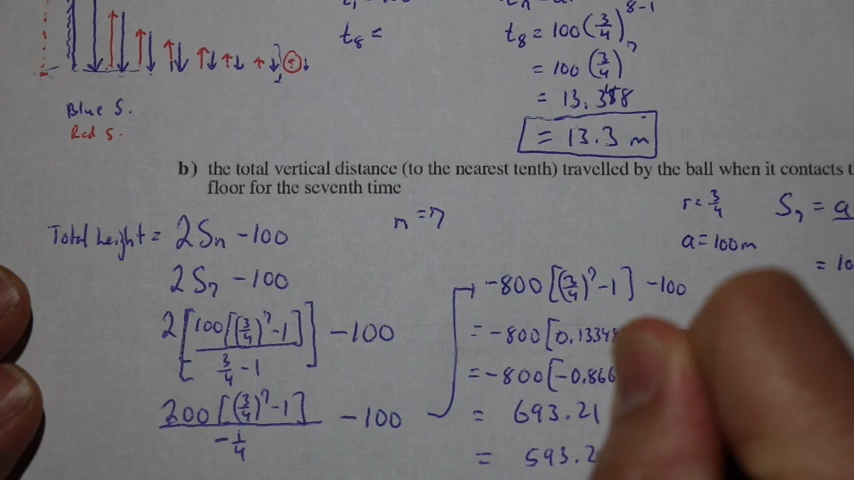 t₈ =
t₈ = 100(3/4)^8-1
= 100(3/4)^7
= 13.348
= 13.3 m
Blue S.
Red S.
b) the total vertical distance (to the nearest tenth) travelled by the ball when it contacts
floor for the seventh time
r = 3/4
S₇ = a
n = 7
a = 100m
= 10
Total height = 2Sn - 100
2S₇ - 100
2[100[(3/4)^7 - 1] / 3/4 - 1] - 100
200[(3/4)^7 - 1] / -1/4 - 100
-800[(3/4)^7 - 1] - 100
= -800[0.1334
= -800[-0.866
= 693.21
= 593.2